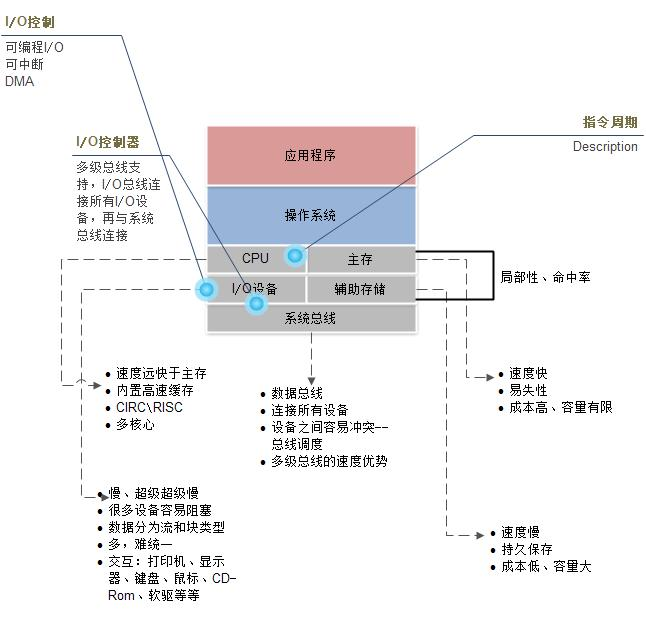 I/O控制
可编程I/O
可中断
DMA
I/O控制器
多级总线支
持，I/O总线连
接所有I/O设
备，再与系统
总线连接
指令周期
Description
应用程序
操作系统
CPU
主存
I/O设备
辅助存储
系统总线
局部性、命中率
速度远快于主存
内置高速缓存
CIRC\RISC
多核心
数据总线
连接所有设备
设备之间容易冲突--
总线调度
多级总线的速度优势
速度快
易失性
成本高、容量有限
慢、超级超级慢
很多设备容易阻塞
数据分为流和块类型
多，难统一
交互：打印机、显示
器、键盘、鼠标、CD-
Rom、软驱等等
速度慢
持久保存
成本低、容量大